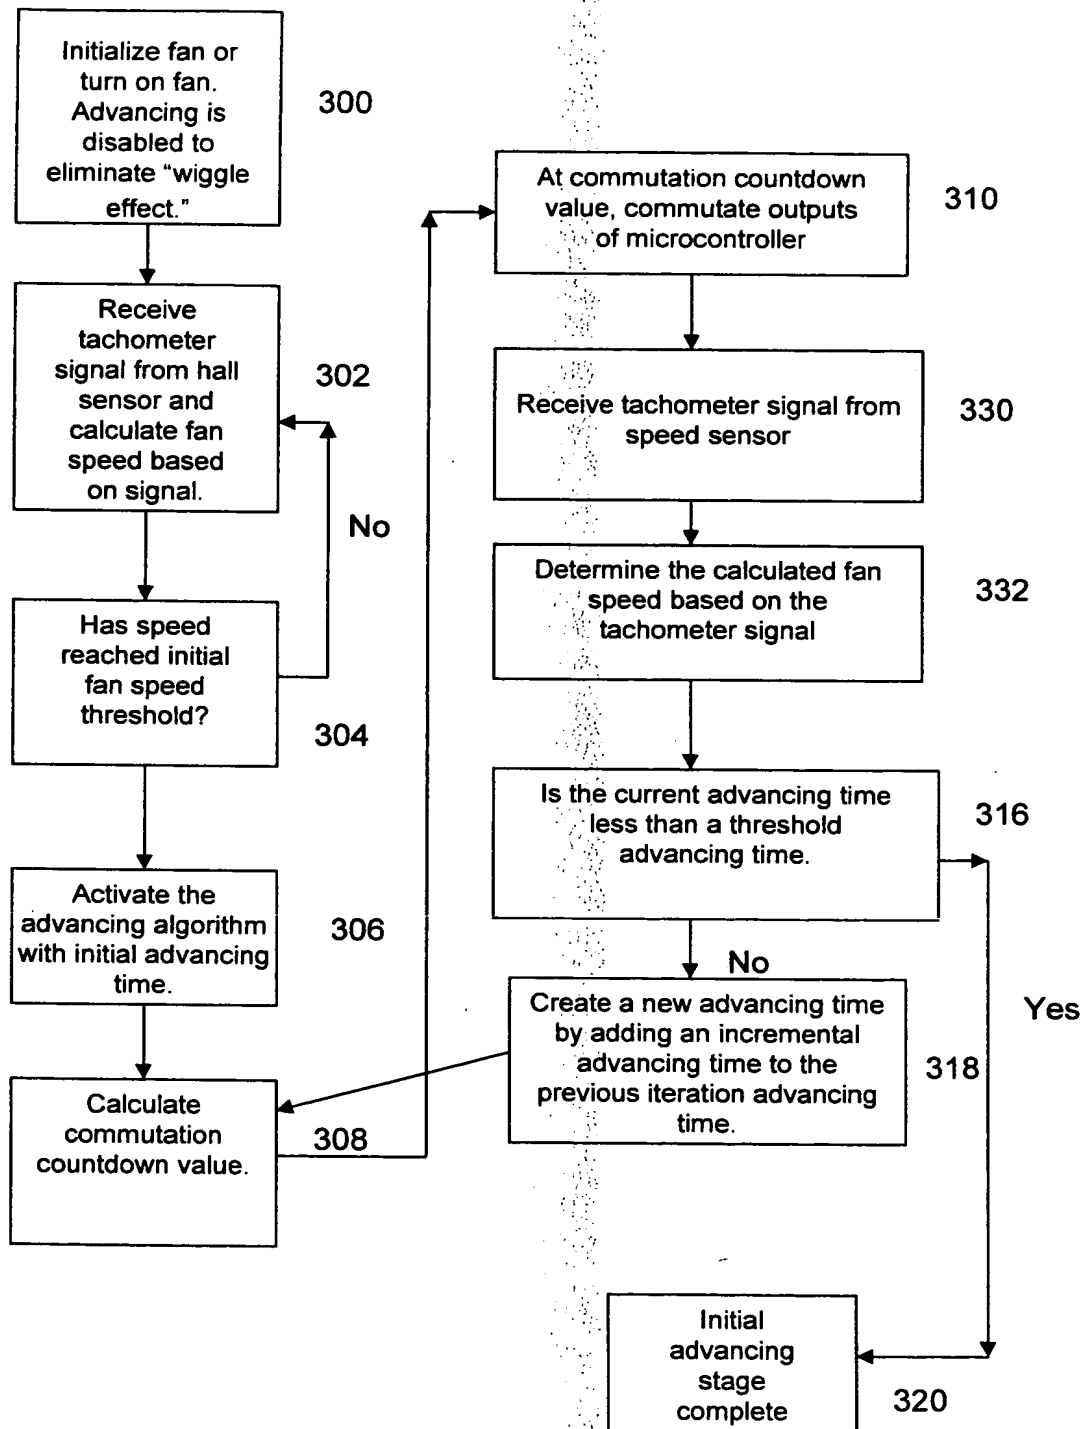 Initialize fan or
turn on fan.
Advancing is
disabled to
eliminate “wiggle
effect.”
300
Receive
tachometer
signal from hall
sensor and
calculate fan
speed based
on signal.
302
No
Has speed
reached initial
fan speed
threshold?
304
Activate the
advancing algorithm
with initial advancing
time.
306
Calculate
commutation
countdown value.
308
At commutation countdown
value, commutate outputs
of microcontroller
310
Receive tachometer signal from
speed sensor
330
Determine the calculated fan
speed based on the
tachometer signal
332
Is the current advancing time
less than a threshold
advancing time.
316
No
Yes
Create a new advancing time
by adding an incremental
advancing time to the
previous iteration advancing
time.
318
Initial
advancing
stage
complete
320